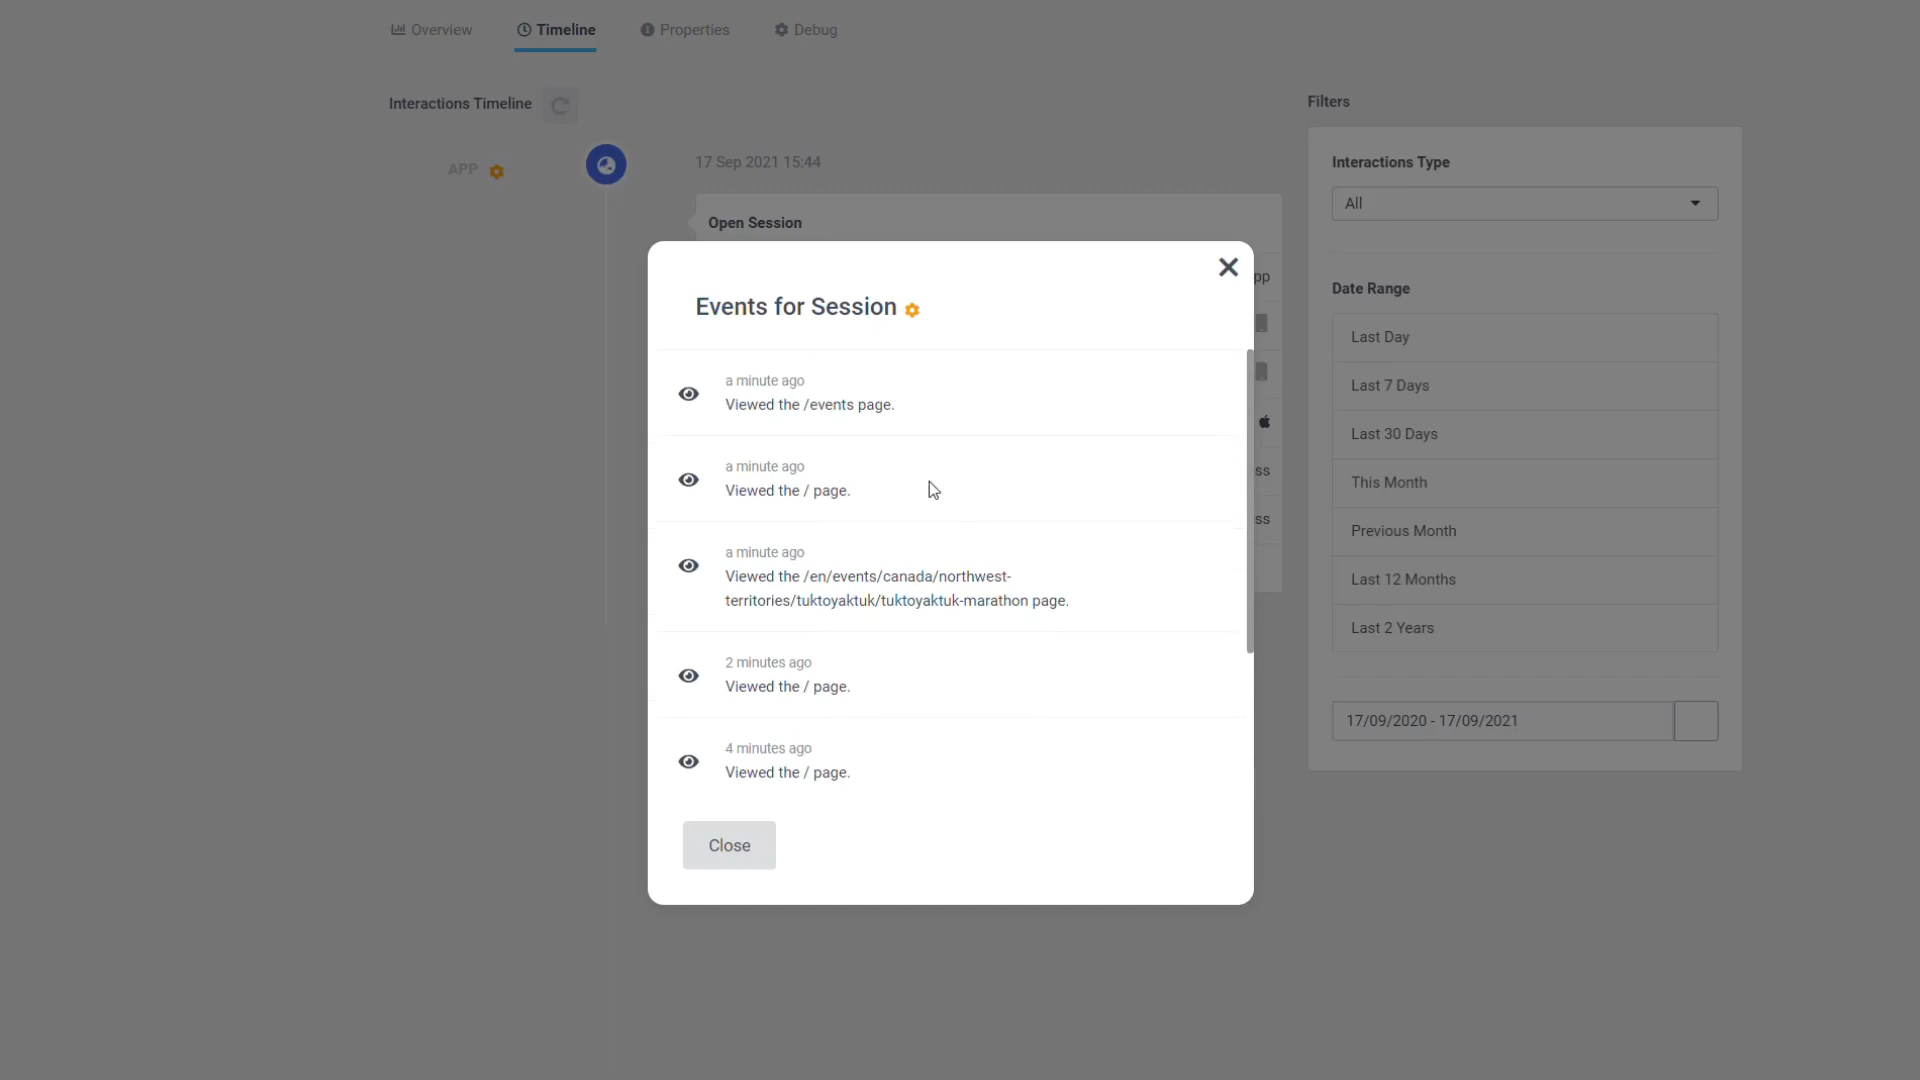 Overview
Timeline
Properties
Debug
Interactions Timeline
Filters
APP
17 Sep 2021 15:44
Open Session
Interactions Type
All
Date Range
Last Day
Last 7 Days
Last 30 Days
This Month
Previous Month
Last 12 Months
Last 2 Years
17/09/2020 - 17/09/2021
pp
ss
ss
Events for Session
a minute ago
Viewed the /events page.
a minute ago
Viewed the / page.
a minute ago
Viewed the /en/events/canada/northwest-
territories/tuktoyaktuk/tuktoyaktuk-marathon page.
2 minutes ago
Viewed the / page.
4 minutes ago
Viewed the / page.
Close